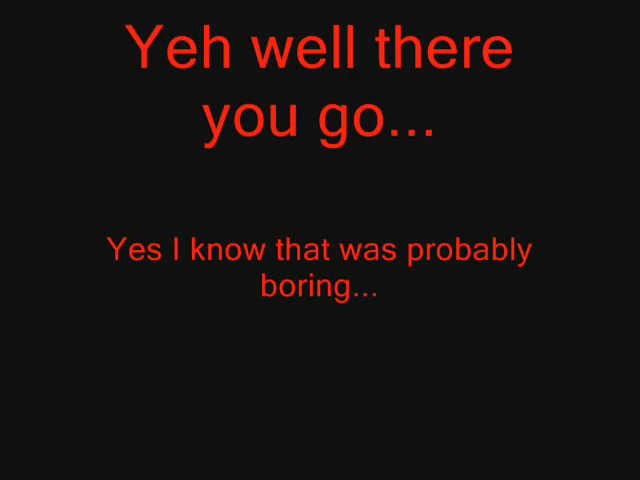 Yeh well there
you go...
Yes I know that was probably
boring...